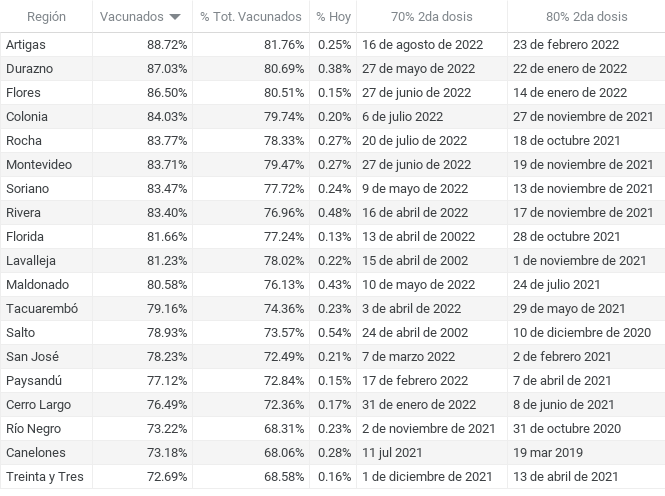 Región Vacunados % Tot. Vacunados % Hoy 70% 2da dosis 80% 2da dosis
Artigas 88.72% 81.76% 0.25% 16 de agosto de 2022 23 de febrero 2022
Durazno 87.03% 80.69% 0.38% 27 de mayo de 2022 22 de enero de 2022
Flores 86.50% 80.51% 0.15% 27 de junio de 2022 14 de enero de 2022
Colonia 84.03% 79.74% 0.20% 6 de julio 2022 27 de noviembre de 2021
Rocha 83.77% 78.33% 0.27% 20 de julio de 2022 18 de octubre 2021
Montevideo 83.71% 79.47% 0.27% 27 de junio de 2022 19 de noviembre de 2021
Soriano 83.47% 77.72% 0.24% 9 de mayo de 2022 13 de noviembre de 2021
Rivera 83.40% 76.96% 0.48% 16 de abril de 2022 17 de noviembre de 2021
Florida 81.66% 77.24% 0.13% 13 de abril de 20022 28 de octubre 2021
Lavalleja 81.23% 78.02% 0.22% 15 de abril de 2002 1 de noviembre de 2021
Maldonado 80.58% 76.13% 0.43% 10 de mayo de 2022 24 de julio 2021
Tacuarembó 79.16% 74.36% 0.23% 3 de abril de 2022 29 de mayo de 2021
Salto 78.93% 73.57% 0.54% 24 de abril de 2002 10 de diciembre de 2020
San José 78.23% 72.49% 0.21% 7 de marzo 2022 2 de febrero 2021
Paysandú 77.12% 72.84% 0.15% 17 de febrero 2022 7 de abril de 2021
Cerro Largo 76.49% 72.36% 0.17% 31 de enero de 2022 8 de junio de 2021
Río Negro 73.22% 68.31% 0.23% 2 de noviembre de 2021 31 de octubre 2020
Canelones 73.18% 68.06% 0.28% 11 jul 2021 19 mar 2019
Treinta y Tres 72.69% 68.58% 0.16% 1 de diciembre de 2021 13 de abril de 2021